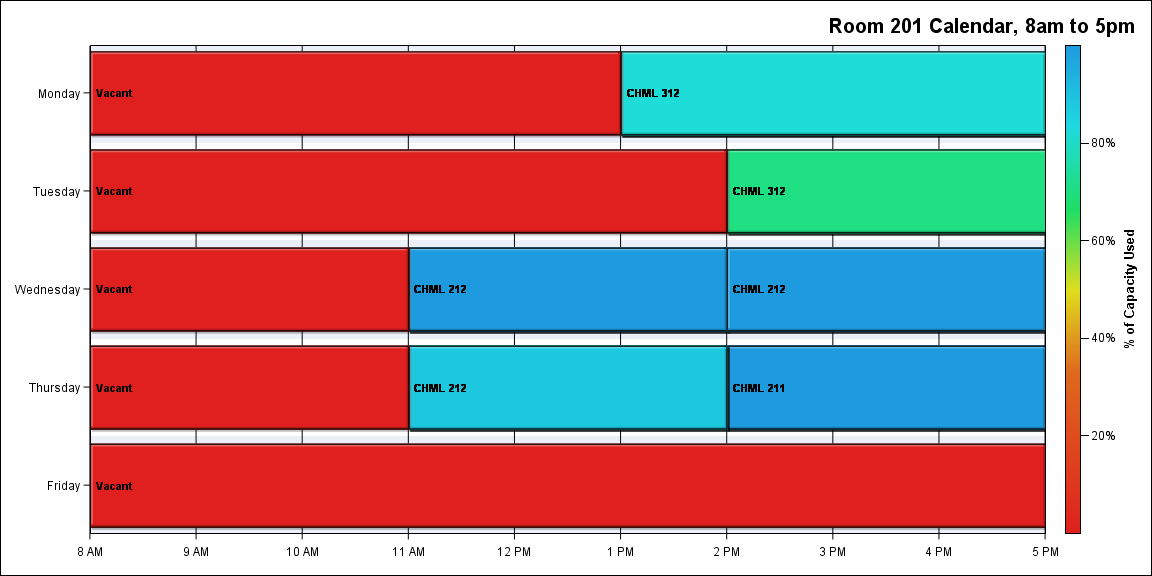 Room 201 Calendar, 8am to 5pm
Monday
Vacant
CHML 312
Tuesday
Vacant
CHML 312
Wednesday
Vacant
CHML 212
CHML 212
Thursday
Vacant
CHML 212
CHML 211
Friday
Vacant
8 AM
9 AM
10 AM
11 AM
12 PM
1 PM
2 PM
3 PM
4 PM
5 PM
80%
60%
40%
20%
% of Capacity Used